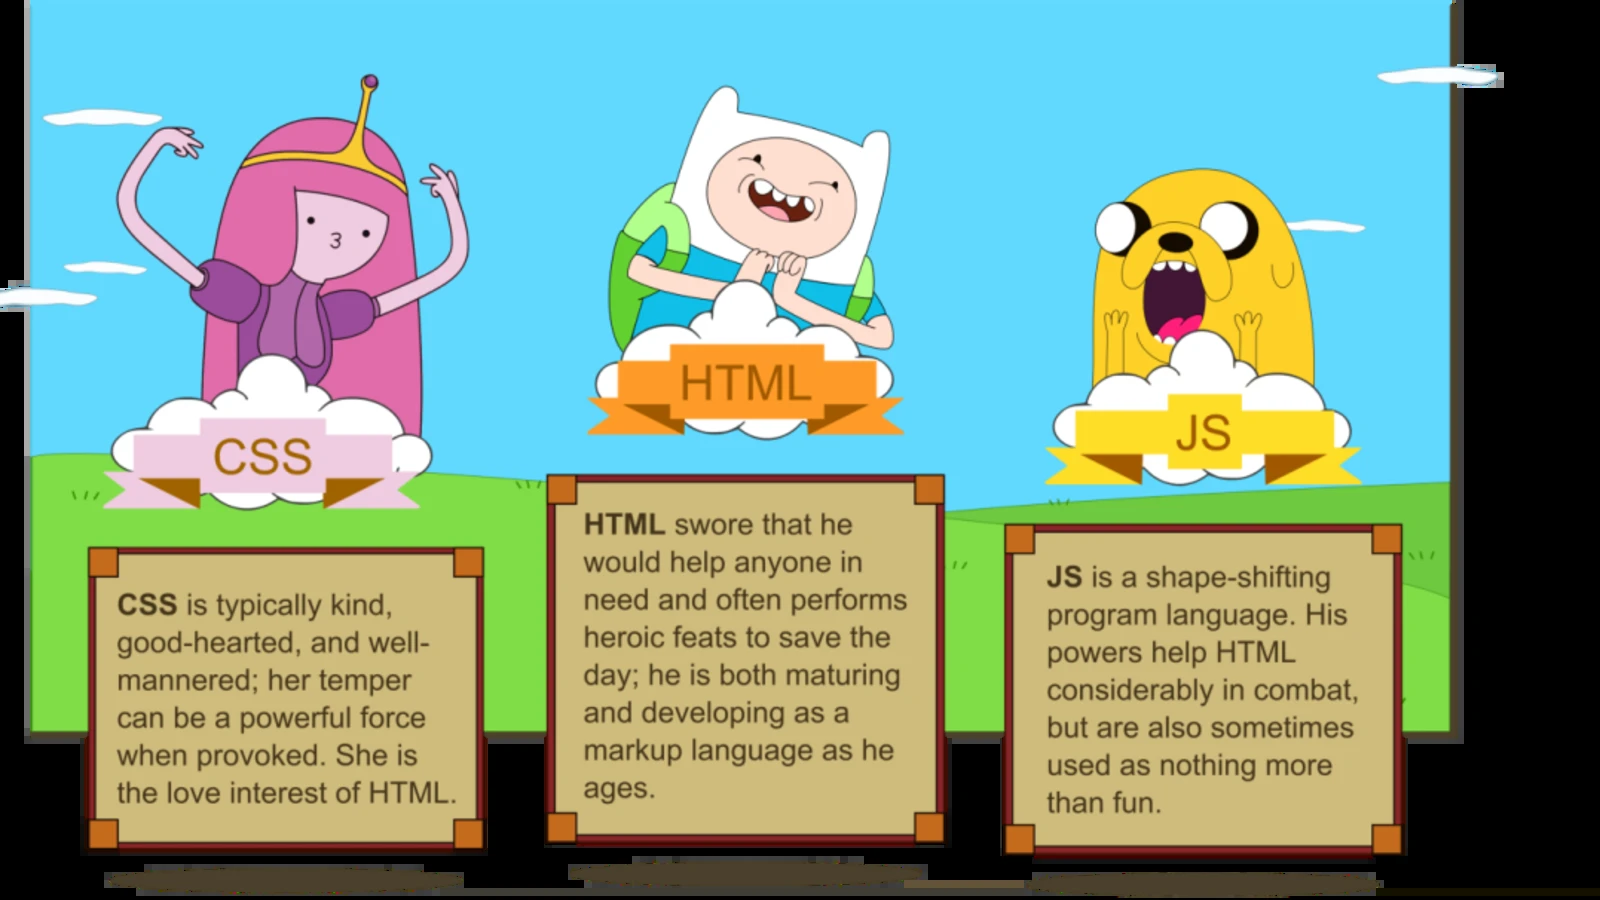 CSS
CSS is typically kind,
good-hearted, and well-
mannered; her temper
can be a powerful force
when provoked. She is
the love interest of HTML.
HTML
HTML swore that he
would help anyone in
need and often performs
heroic feats to save the
day; he is both maturing
and developing as a
markup language as he
ages.
JS
JS is a shape-shifting
program language. His
powers help HTML
considerably in combat,
but are also sometimes
used as nothing more
than fun.